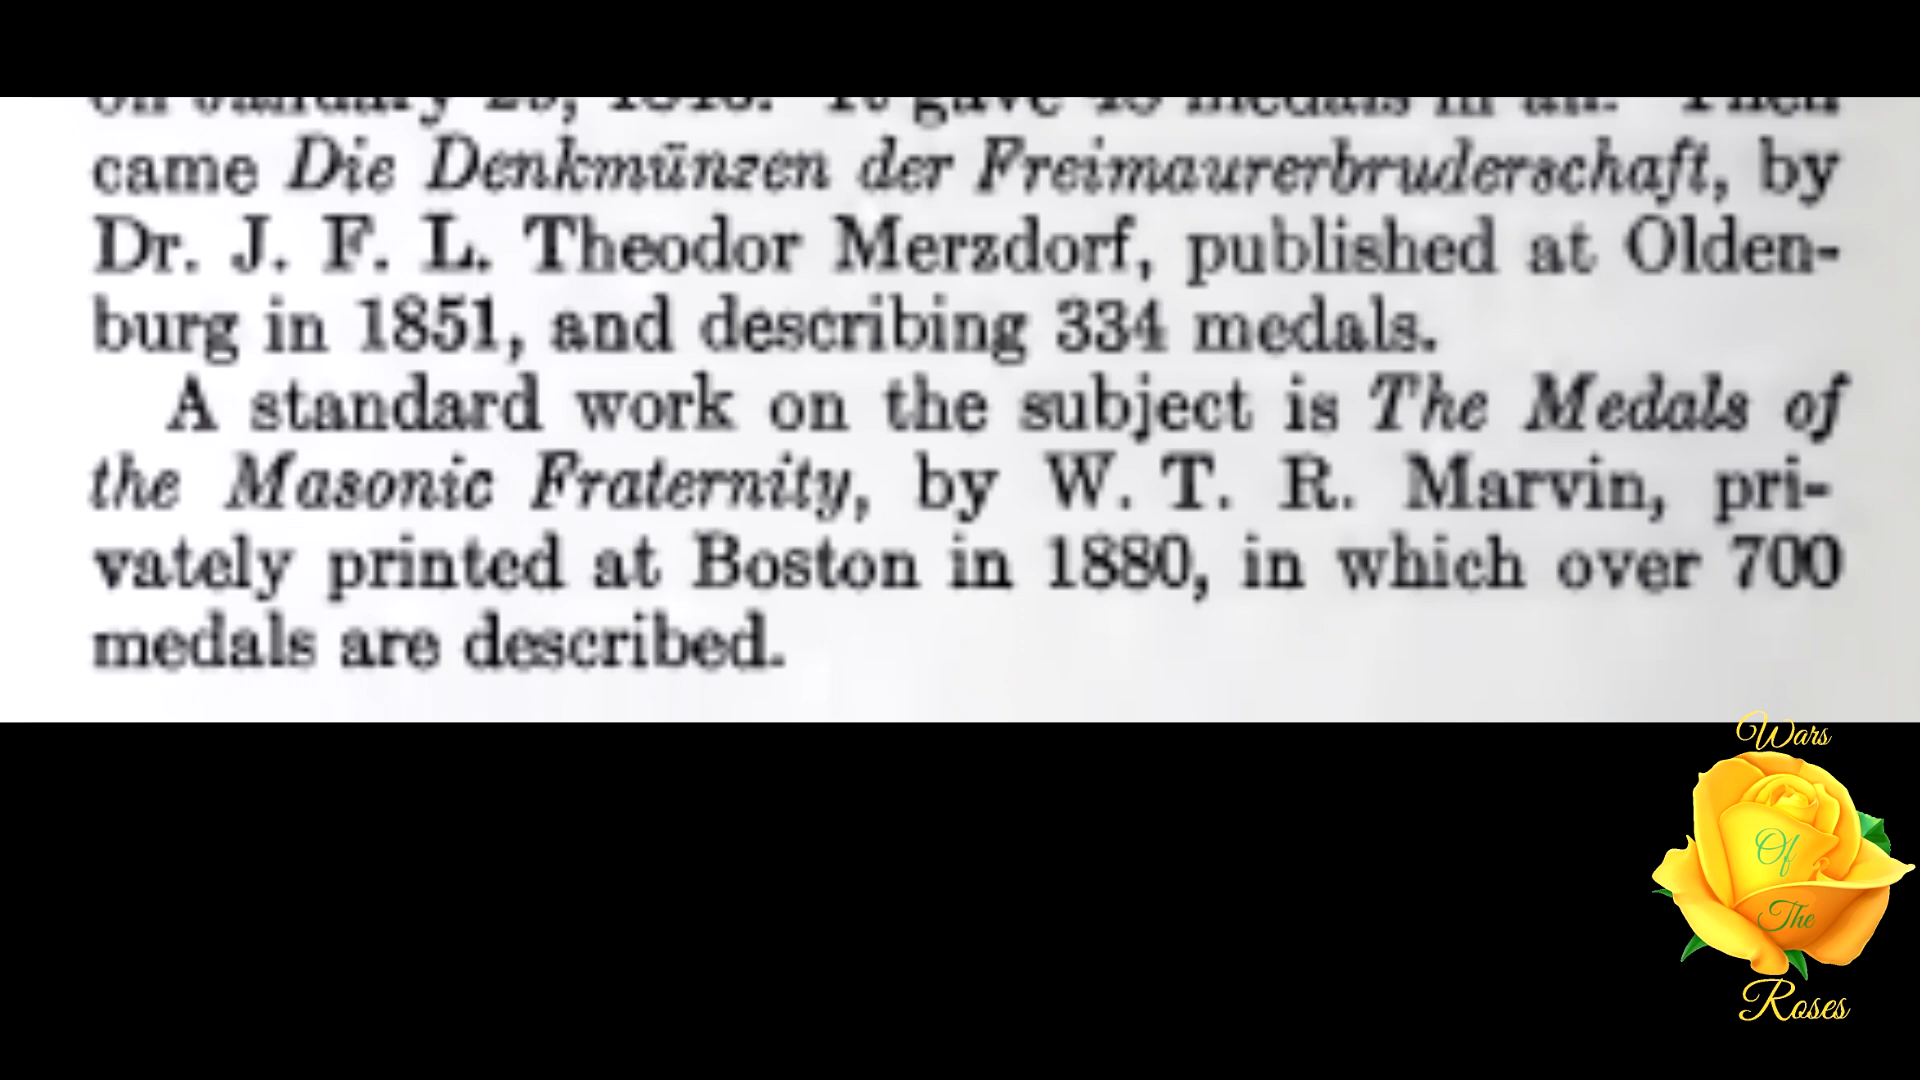 came Die Denkmünzen der Freimaurerbruderschaft, by
Dr. J. F. L. Theodor Merzdorf, published at Olden-
burg in 1851, and describing 334 medals.
A standard work on the subject is The Medals of
the Masonic Fraternity, by W. T. R. Marvin, pri-
vately printed at Boston in 1880, in which over 700
medals are described.
Wars
Of
The
Roses